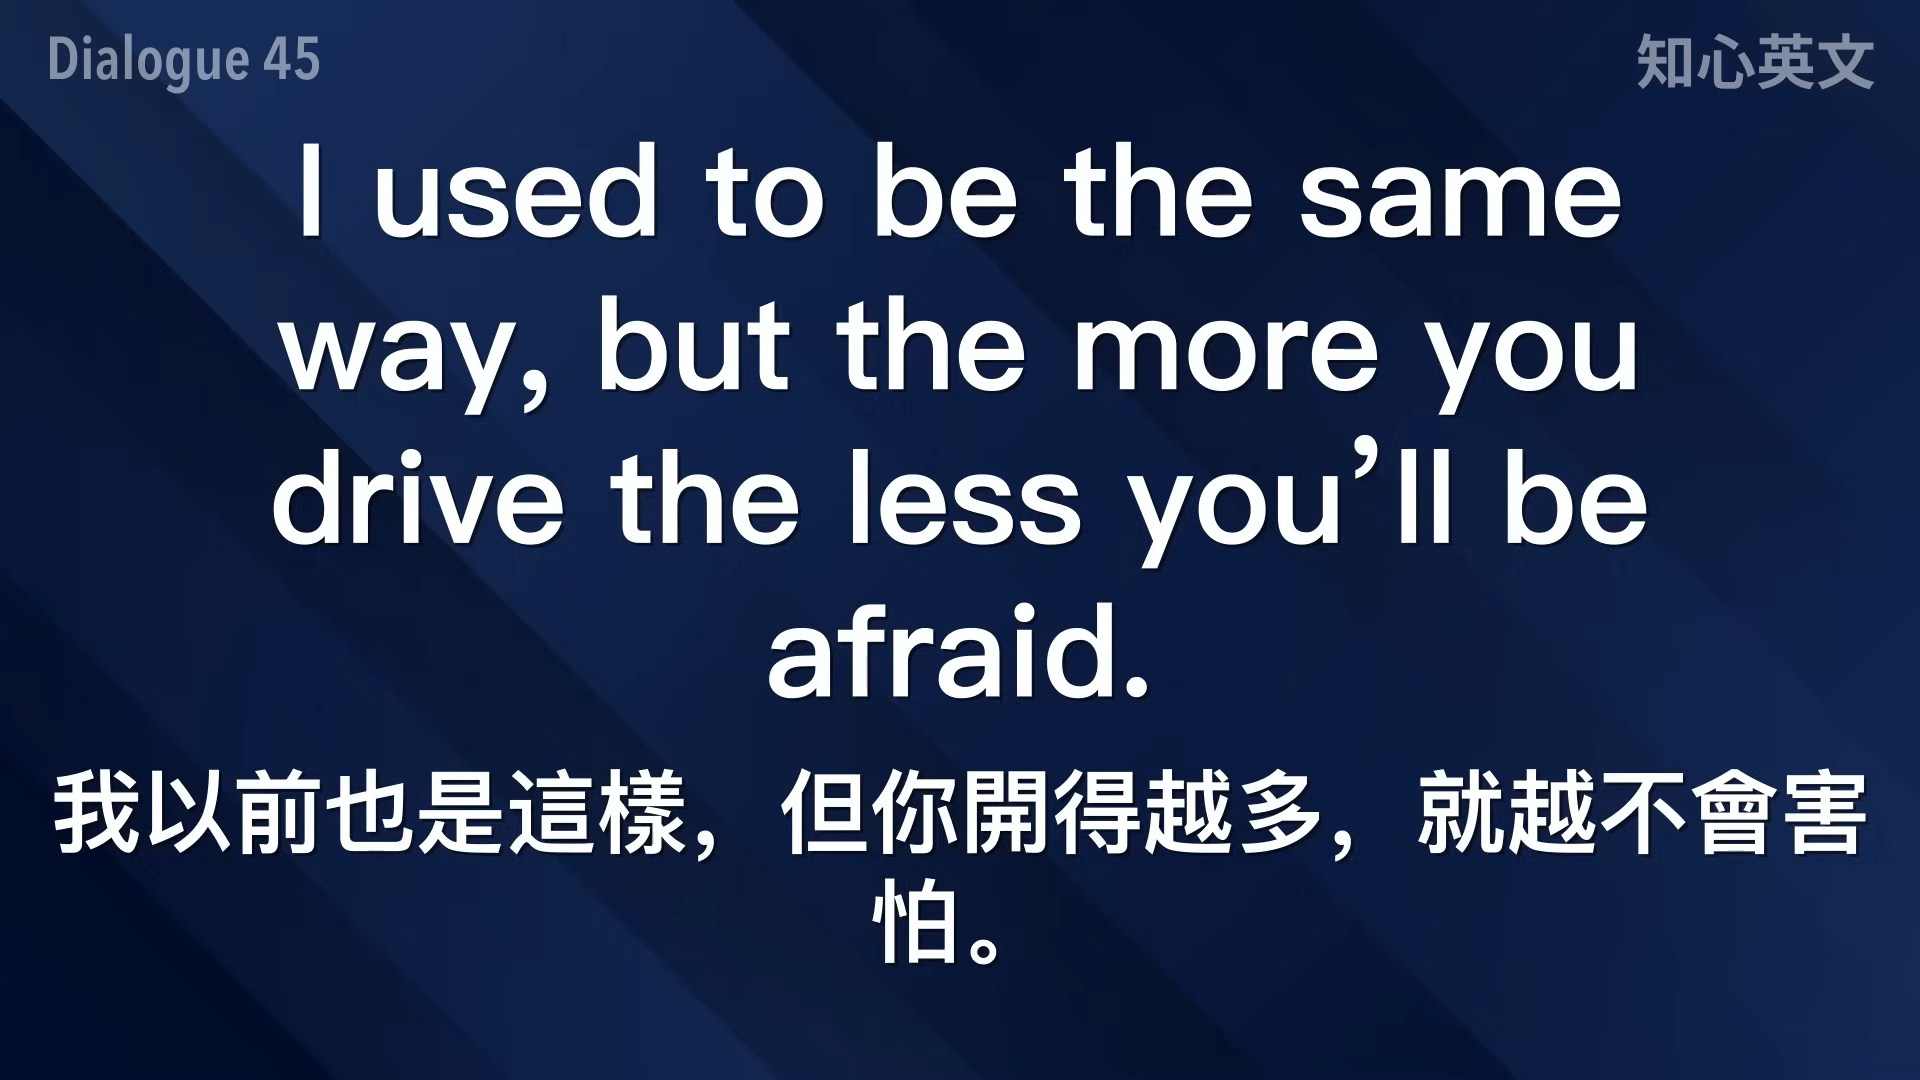 Dialogue 45
知心英文
I used to be the same
way, but the more you
drive the less you’ll be
afraid.
我以前也是這樣，但你開得越多，就越不會害
怕。